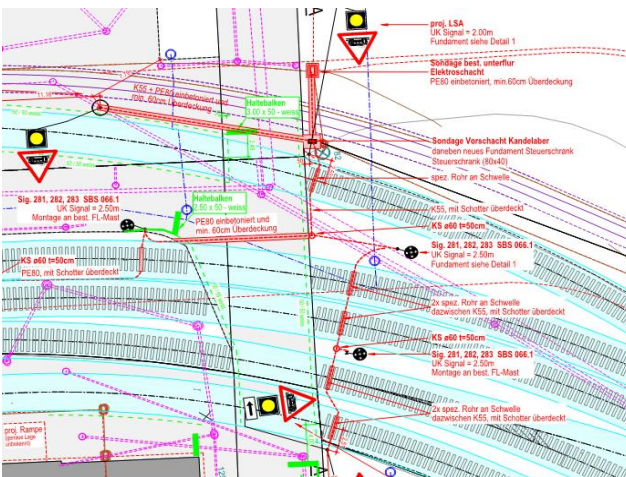 proj. LSA
UK Signal = 2.00m
Fundament siehe Detail 1
Sondage best. unterflur
Elektroschacht
PE80 einbetoniert, min.60cm Überdeckung
K55 + PE80 einbetoniert und
min. 60cm Überdeckung
Haltebalken
3.00 x 50 - weiss
Sondage Vorschacht Kandelaber
daneben neues Fundament Steuerschrank
Steuerschrank (80x40)
spez. Rohr an Schwelle
Sig. 281, 282, 283 SBS 066.1
UK Signal = 2.50m
Montage an best. FL-Mast
Haltebalken
2.50 x 50 - weiss
PE80 einbetoniert und
min. 60cm Überdeckung
K55, mit Schotter überdeckt
KS ø60 t=50cm
Sig. 281, 282, 283 SBS 066.1
UK Signal = 2.50m
Fundament siehe Detail 1
KS ø60 t=50cm
PE80, mit Schotter überdeckt
2x spez. Rohr an Schwelle
dazwischen K55, mit Schotter überdeckt
KS ø60 t=50cm
Sig. 281, 282, 283 SBS 066.1
UK Signal = 2.50m
Montage an best. FL-Mast
2x spez. Rohr an Schwelle
dazwischen K55, mit Schotter überdeckt
proj. Rampe
(genaue Lage
unbekannt)